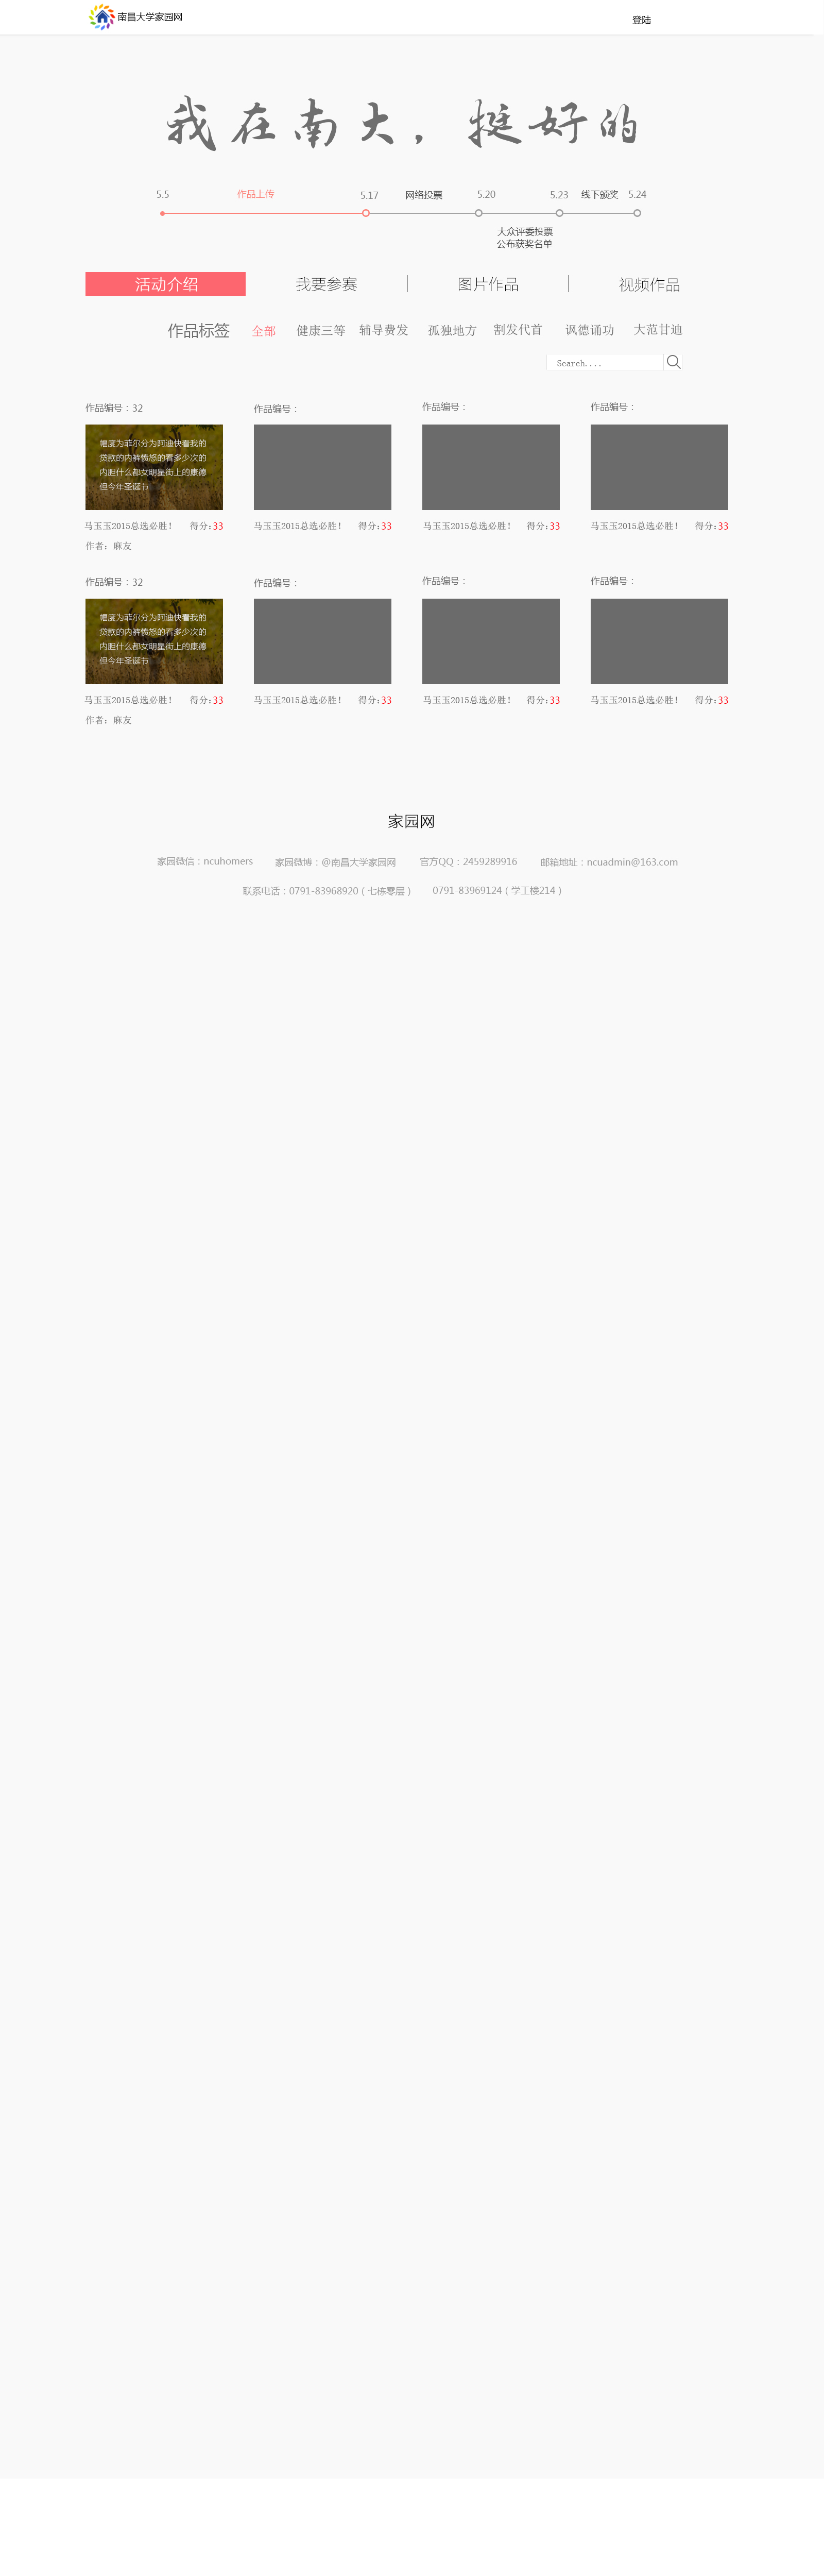 南昌大学家园网
登陆
我在南大，挺好的
5.5 作品上传 5.17 网络投票 5.20 5.23 线下颁奖 5.24
大众评委投票
公布获奖名单
活动介绍 我要参赛 图片作品 视频作品
作品标签 全部 健康三等 辅导费发 孤独地方 割发代首 讽德诵功 大范甘迪
Search....
作品编号：32 作品编号： 作品编号： 作品编号：
幅度为菲尔分为阿迪快看我的
贷款的内裤愤怒的看多少次的
内胆什么都女明星街上的康德
但今年圣诞节
马玉玉2015总选必胜！ 得分:33 马玉玉2015总选必胜！ 得分:33 马玉玉2015总选必胜！ 得分:33 马玉玉2015总选必胜！ 得分:33
作者：麻友
作品编号：32 作品编号： 作品编号： 作品编号：
幅度为菲尔分为阿迪快看我的
贷款的内裤愤怒的看多少次的
内胆什么都女明星街上的康德
但今年圣诞节
马玉玉2015总选必胜！ 得分:33 马玉玉2015总选必胜！ 得分:33 马玉玉2015总选必胜！ 得分:33 马玉玉2015总选必胜！ 得分:33
作者：麻友
家园网
家园微信：ncuhomers 家园微博：@南昌大学家园网 官方QQ：2459289916 邮箱地址：ncuadmin@163.com
联系电话：0791-83968920（七栋零层） 0791-83969124（学工楼214）